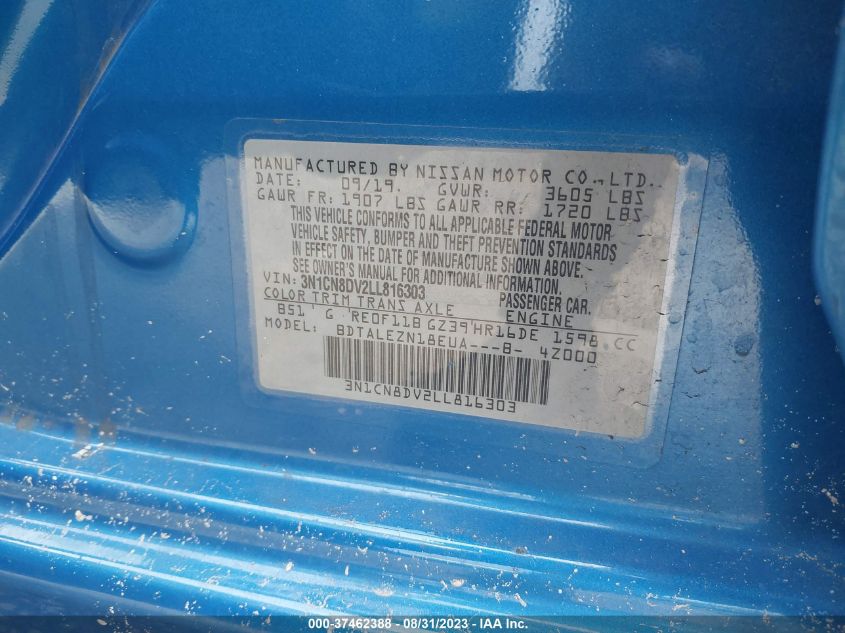 MANUFACTURED BY NISSAN MOTOR CO., LTD.
DATE: 09/19. GVWR: 3605 LBS
GAWR FR: 1907 LBS GAWR RR: 1720 LBS
THIS VEHICLE CONFORMS TO ALL APPLICABLE FEDERAL MOTOR
VEHICLE SAFETY, BUMPER AND THEFT PREVENTION STANDARDS
IN EFFECT ON THE DATE OF MANUFACTURE SHOWN ABOVE.
SEE OWNER'S MANUAL FOR ADDITIONAL INFORMATION.
VIN: 3N1CN8DV2LL816303 PASSENGER CAR.
COLOR TRIM TRANS AXLE ENGINE
B51 G RE0F11B GZ39 HR16DE 1598 CC
MODEL: BDTALEZN18EUA---B- 4Z000
3N1CN8DV2LL816303
000-37462388 - 08/31/2023 - IAA Inc.